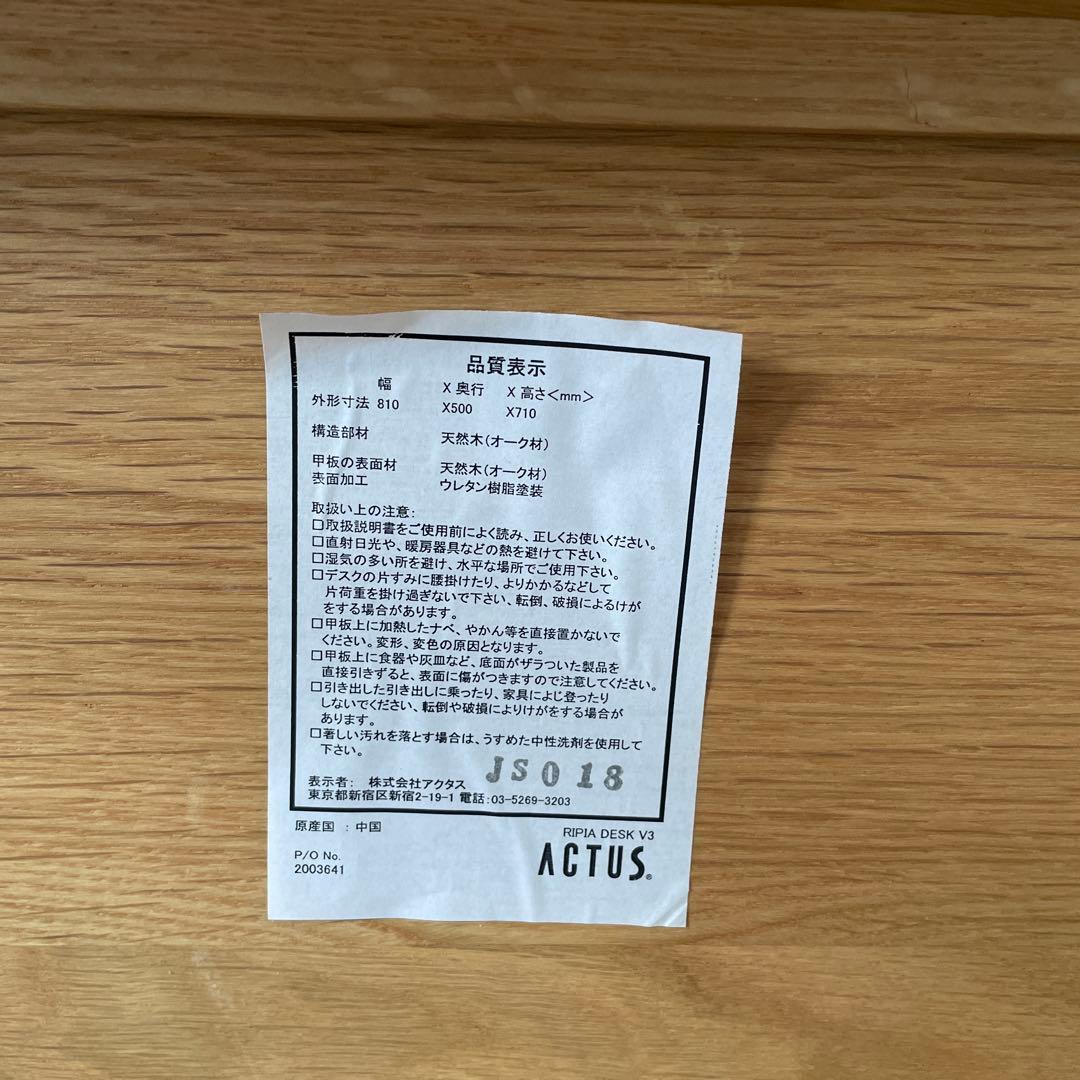 品質表示
幅 X 奥行 X 高さ<mm>
外形寸法 810 X500 X710
構造部材 天然木(オーク材)
甲板の表面材 天然木(オーク材)
表面加工 ウレタン樹脂塗装
取扱い上の注意:
□取扱説明書をご使用前によく読み、正しくお使いください。
□直射日光や、暖房器具などの熱を避けて下さい。
□湿気の多い所を避け、水平な場所でご使用下さい。
□デスクの片すみに腰掛けたり、よりかかるなどして
片荷重を掛け過ぎないで下さい、転倒、破損によるけが
をする場合があります。
□甲板上に加熱したナベ、やかん等を直接置かないで
ください。変形、変色の原因となります。
□甲板上に食器や灰皿など、底面がザラついた製品を
直接引きずると、表面に傷がつきますので注意してください。
□引き出した引き出しに乗ったり、家具によじ登ったり
しないでください、転倒や破損によりけがをする場合が
あります。
□著しい汚れを落とす場合は、うすめた中性洗剤を使用して
下さい。
JS018
表示者: 株式会社アクタス
東京都新宿区新宿2-19-1 電話:03-5269-3203
原産国 : 中国
RIPIA DESK V3
P/O No.
2003641
ACTUS®